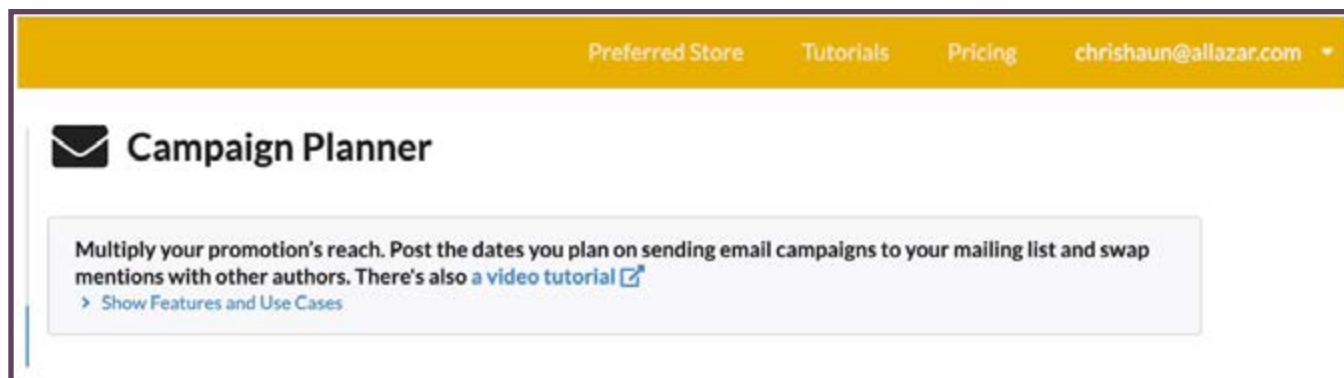 Preferred Store Tutorials Pricing chrishaun@allazar.com
Campaign Planner
Multiply your promotion's reach. Post the dates you plan on sending email campaigns to your mailing list and swap
mentions with other authors. There's also a video tutorial
Show Features and Use Cases